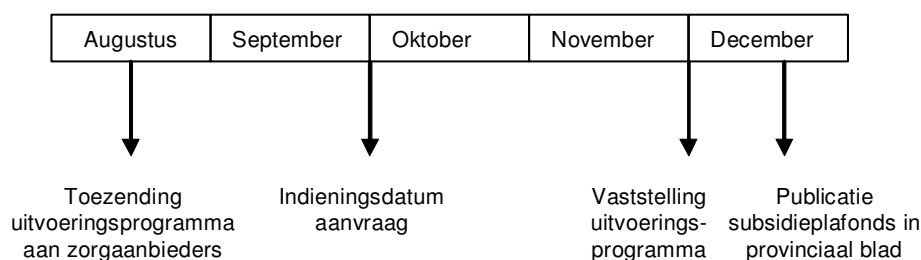 Augustus September Oktober November December
Toezending
uitvoeringsprogramma
aan zorgaanbieders
Indieningsdatum
aanvraag
Vaststelling
uitvoerings-
programma
Publicatie
subsidieplafonds in
provinciaal blad